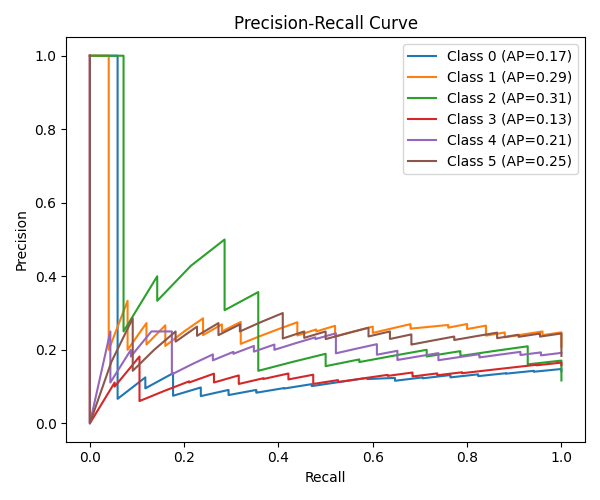 Precision-Recall Curve
Class 0 (AP=0.17)
Class 1 (AP=0.29)
Class 2 (AP=0.31)
Class 3 (AP=0.13)
Class 4 (AP=0.21)
Class 5 (AP=0.25)
Precision
1.0
0.8
0.6
0.4
0.2
0.0
0.0 0.2 0.4 0.6 0.8 1.0
Recall